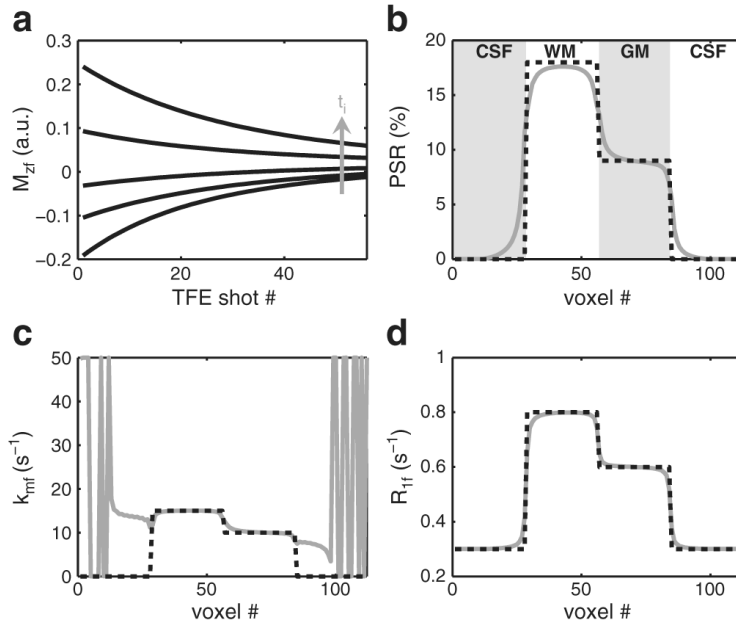 a
0.3
0.2
0.1
0
−0.1
−0.2
M_zf (a.u.)
t_i
0 20 40
TFE shot #
b
20
15
10
5
0
PSR (%)
CSF WM GM CSF
0 50 100
voxel #
c
50
40
30
20
10
0
k_mf (s⁻¹)
0 50 100
voxel #
d
1
0.8
0.6
0.4
0.2
R_1f (s⁻¹)
0 50 100
voxel #